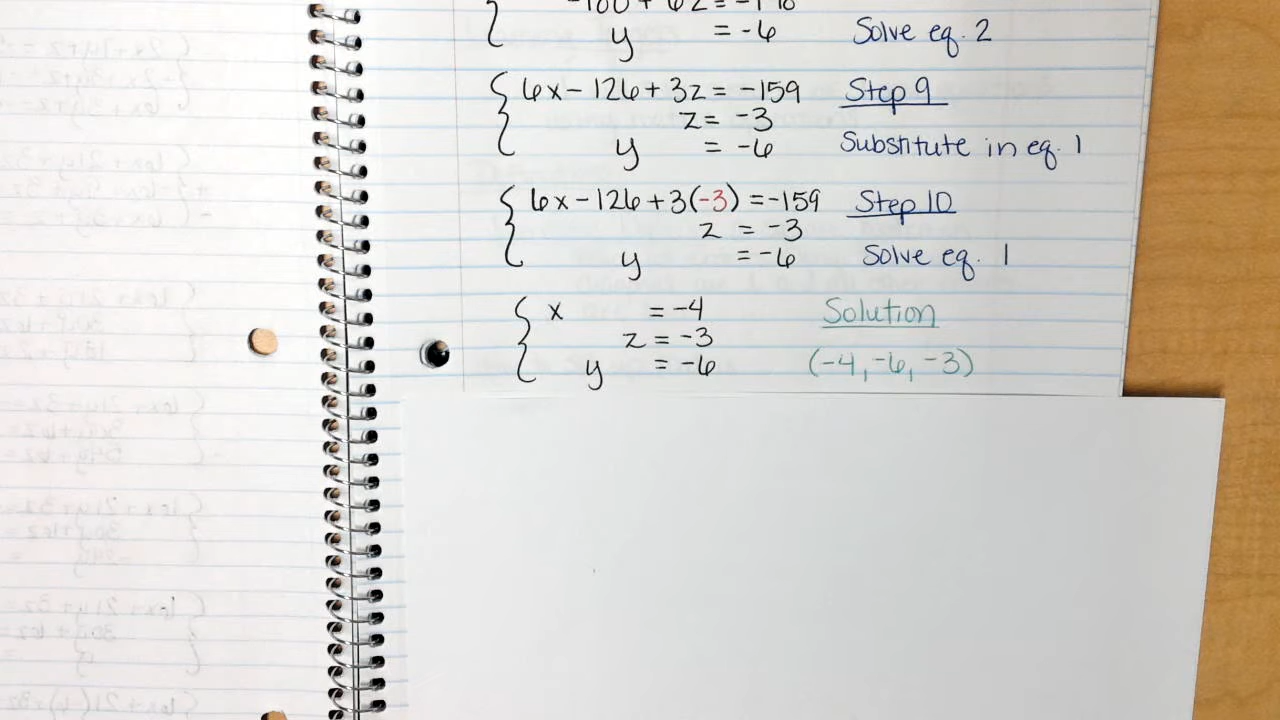 y = -6 Solve eq. 2
6x - 126 + 3z = -159 Step 9
z = -3
y = -6 Substitute in eq. 1
6x - 126 + 3(-3) = -159 Step 10
z = -3
y = -6 Solve eq. 1
x = -4 Solution
z = -3
y = -6 (-4, -6, -3)